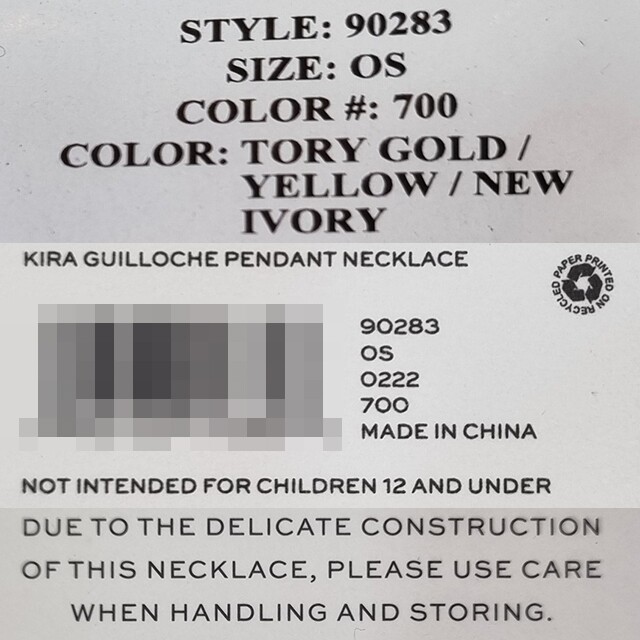 STYLE: 90283
SIZE: OS
COLOR #: 700
COLOR: TORY GOLD /
YELLOW / NEW
IVORY
KIRA GUILLOCHE PENDANT NECKLACE
PRINTED ON RECYCLED PAPER
90283
OS
0222
700
MADE IN CHINA
NOT INTENDED FOR CHILDREN 12 AND UNDER
DUE TO THE DELICATE CONSTRUCTION
OF THIS NECKLACE, PLEASE USE CARE
WHEN HANDLING AND STORING.